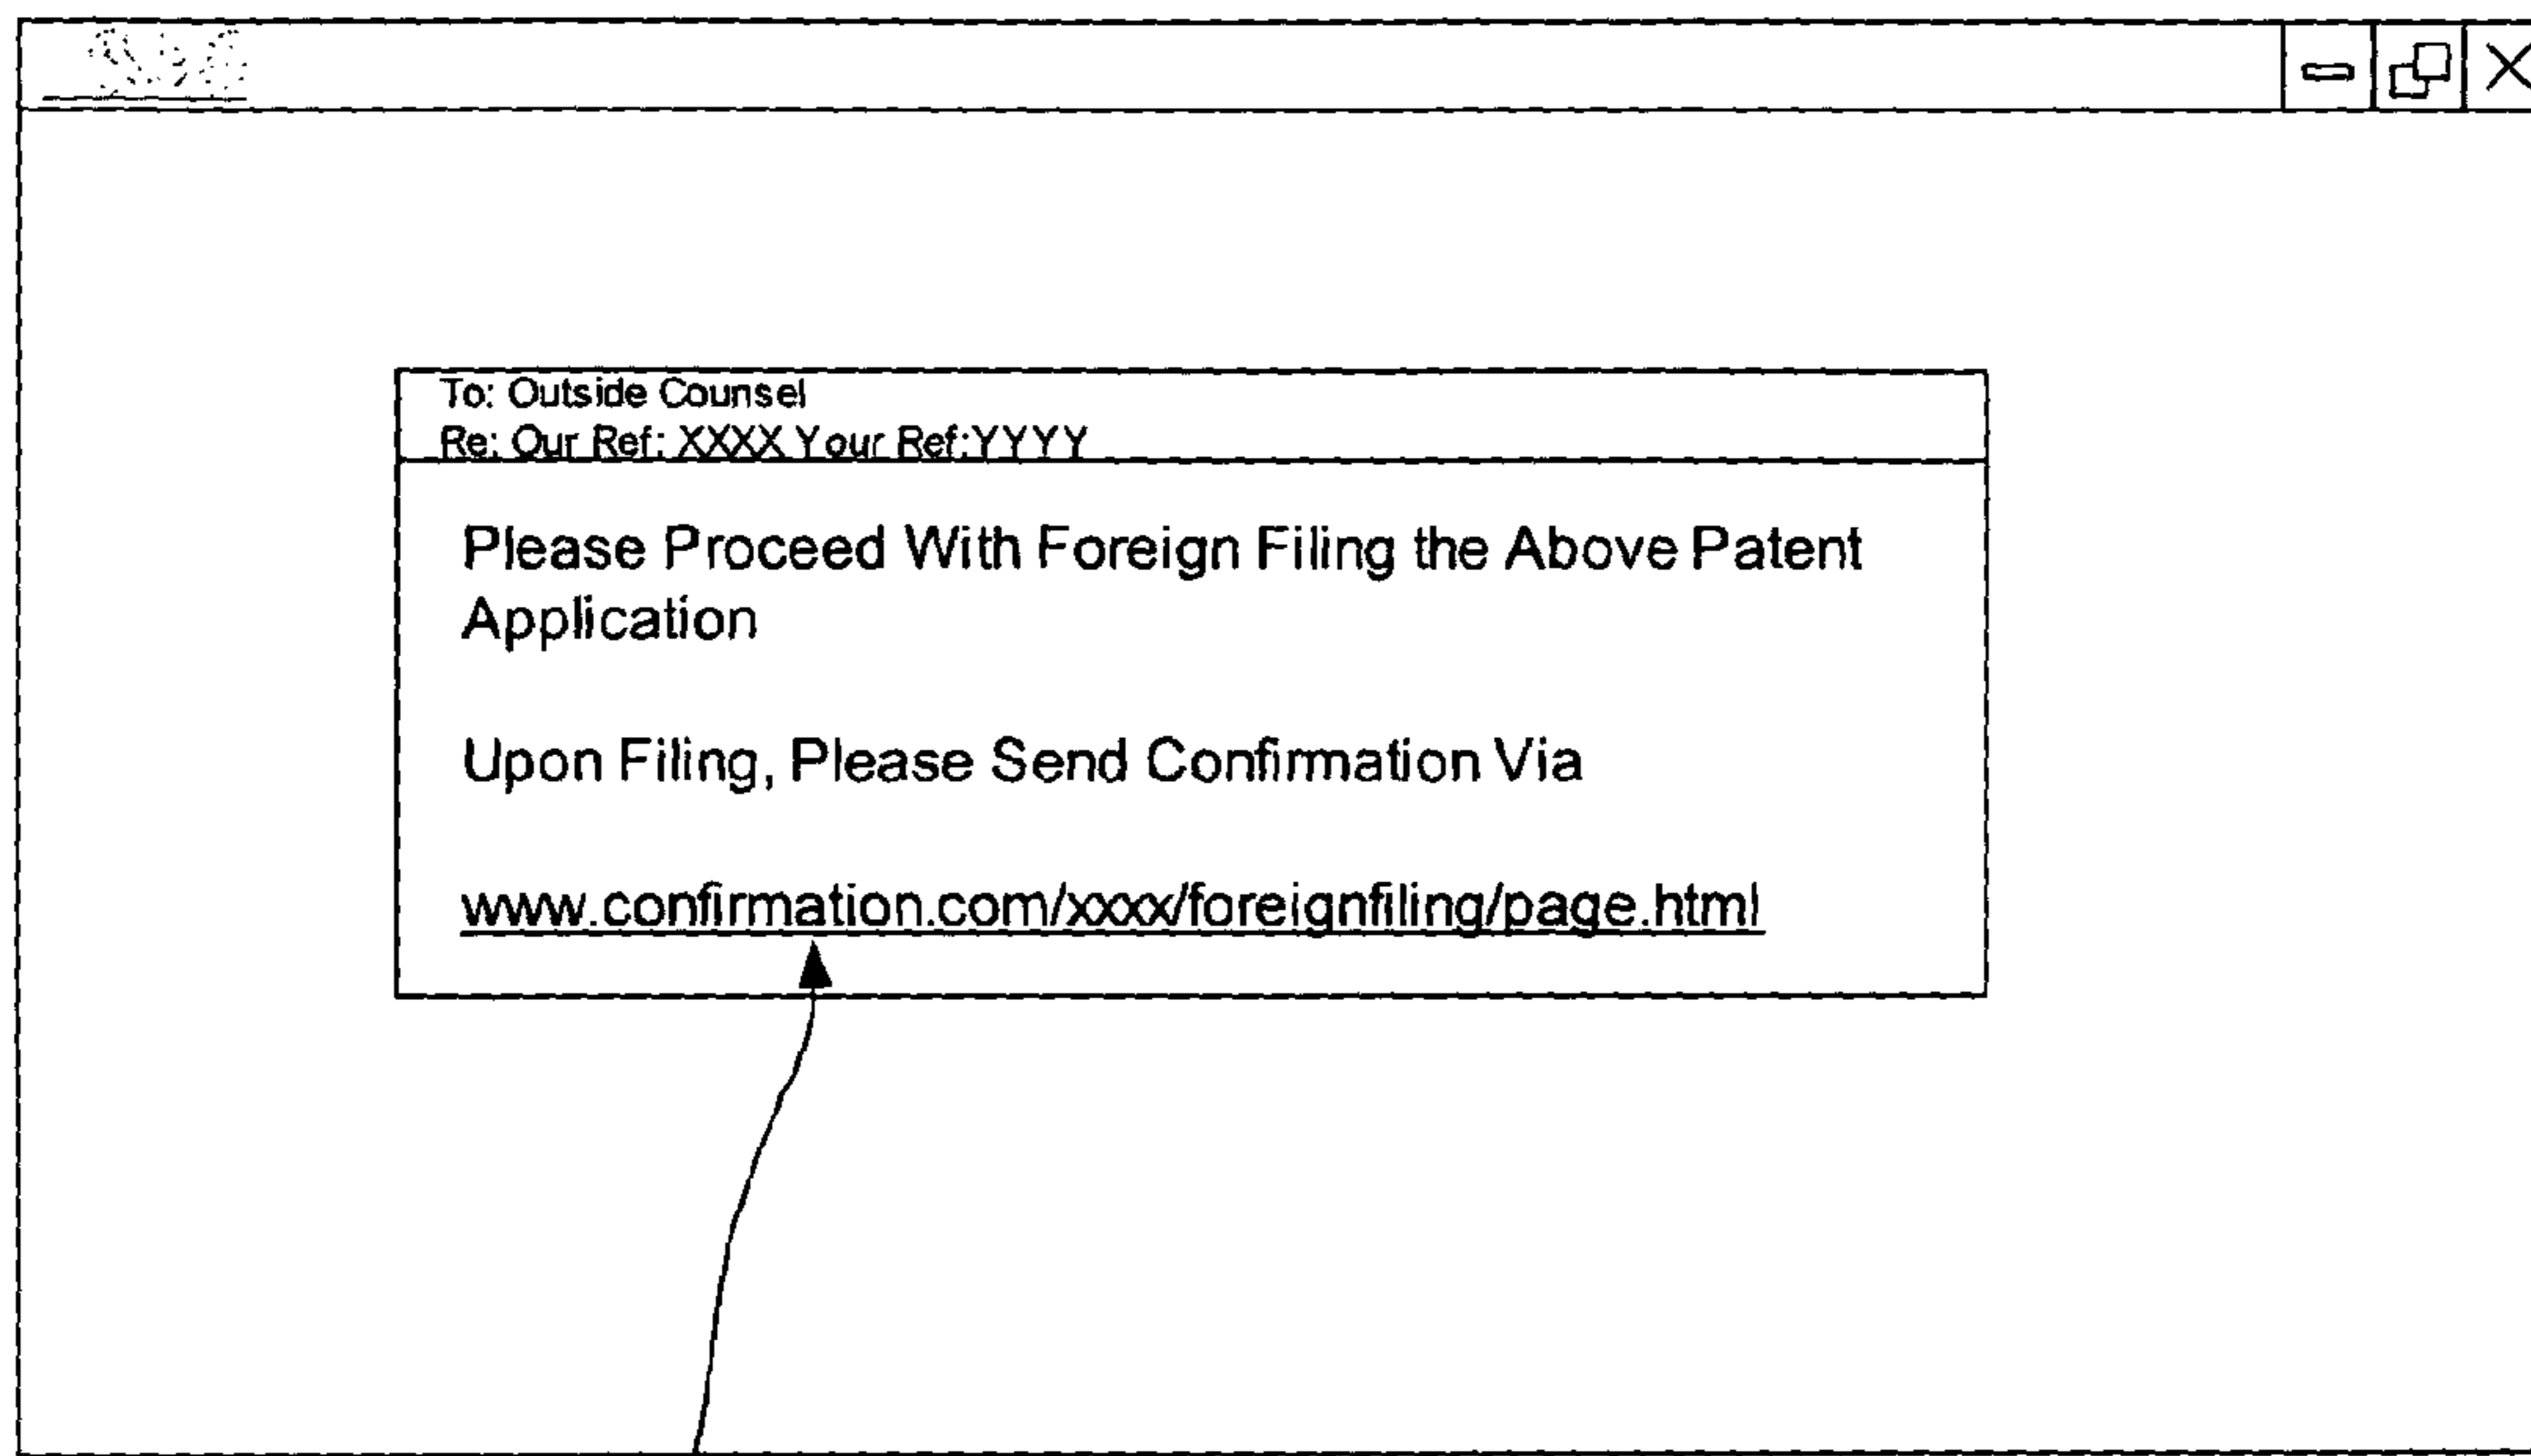 To: Outside Counsel
Re: Our Ref: XXXX Your Ref:YYYY
Please Proceed With Foreign Filing the Above Patent
Application
Upon Filing, Please Send Confirmation Via
www.confirmation.com/xxxx/foreignfiling/page.html